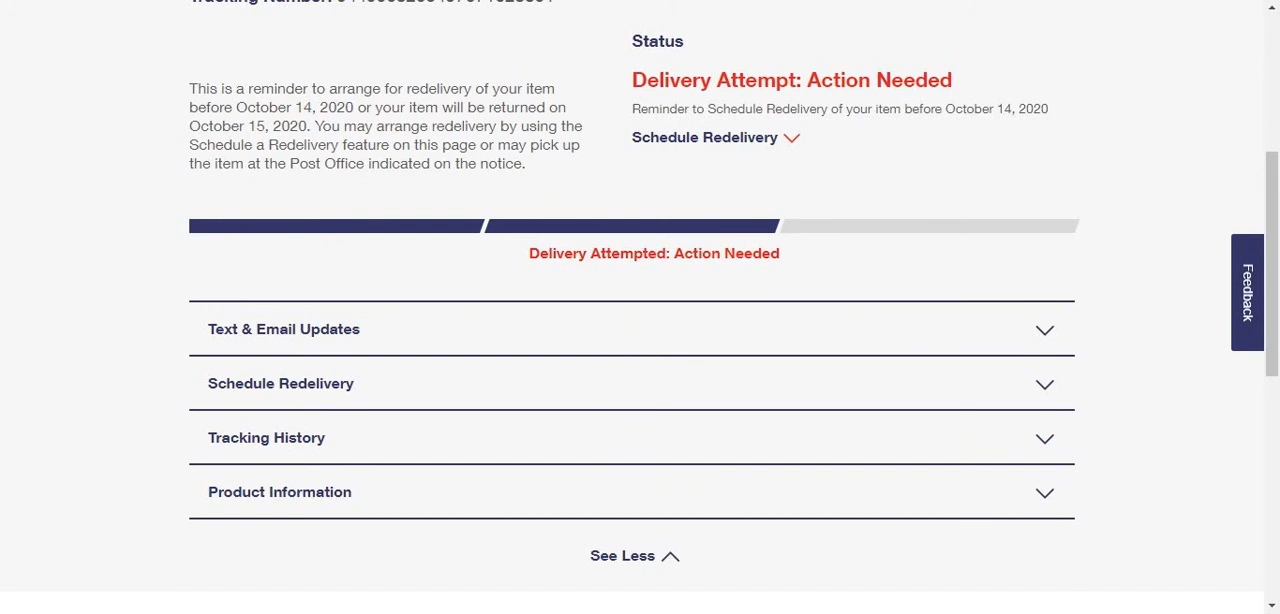 Status
This is a reminder to arrange for redelivery of your item
before October 14, 2020 or your item will be returned on
October 15, 2020. You may arrange redelivery by using the
Schedule a Redelivery feature on this page or may pick up
the item at the Post Office indicated on the notice.
Delivery Attempt: Action Needed
Reminder to Schedule Redelivery of your item before October 14, 2020
Schedule Redelivery
Delivery Attempted: Action Needed
Text & Email Updates
Schedule Redelivery
Tracking History
Product Information
See Less
Feedback